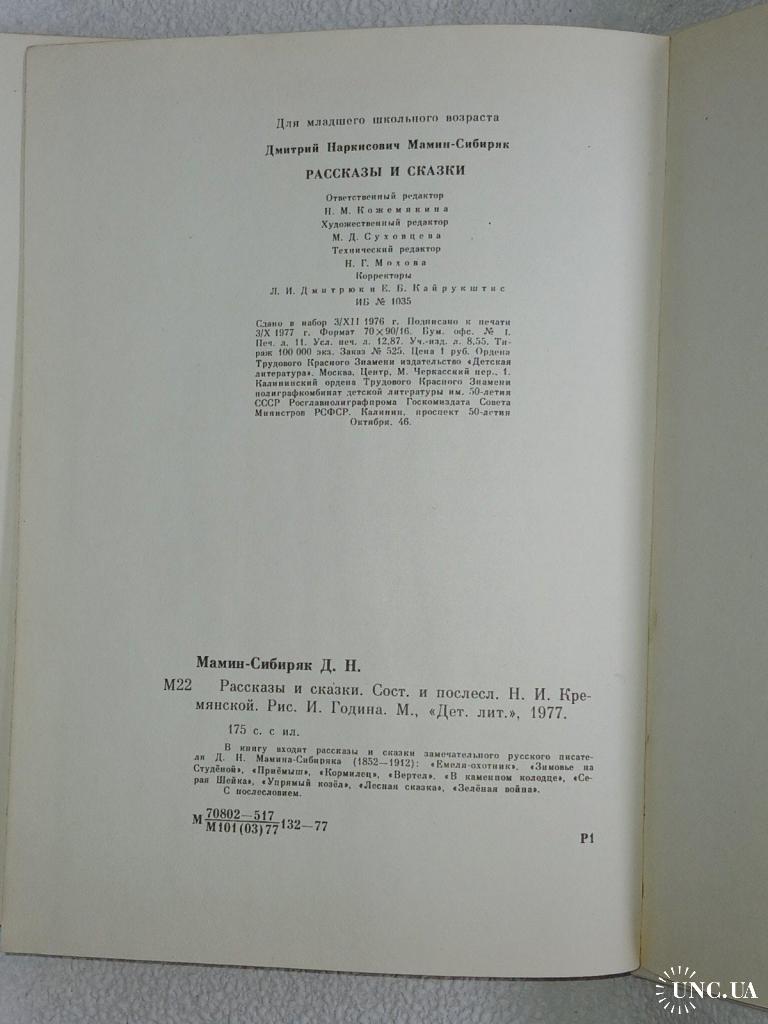 Для младшего школьного возраста
Дмитрий Наркисович Мамин-Сибиряк
РАССКАЗЫ И СКАЗКИ
Ответственный редактор
Н. М. Кожемякина
Художественный редактор
М. Д. Суховцева
Технический редактор
Н. Г. Мохова
Корректоры
Л. И. Дмитрюк и Е. Б. Кайрукштис
ИБ № 1035
Сдано в набор 3/XII 1976 г. Подписано к печати
3/X 1977 г. Формат 70×90/16. Бум. офс. № 1.
Печ. л. 11. Усл. печ. л. 12,87. Уч.-изд. л. 8,55. Ти-
раж 100 000 экз. Заказ № 525. Цена 1 руб. Ордена
Трудового Красного Знамени издательство «Детская
литература». Москва, Центр, М. Черкасский пер., 1.
Калининский ордена Трудового Красного Знамени
полиграфкомбинат детской литературы им. 50-летия
СССР Росглавполиграфпрома Госкомиздата Совета
Министров РСФСР. Калинин, проспект 50-летия
Октября, 46.
Мамин-Сибиряк Д. Н.
М22 Рассказы и сказки. Сост. и послесл. Н. И. Кре-
мянской. Рис. И. Година. М., «Дет. лит.», 1977.
175 с. с ил.
В книгу входят рассказы и сказки замечательного русского писате-
ля Д. Н. Мамина-Сибиряка (1852—1912): «Емеля-охотник», «Зимовье на
Студёной», «Приёмыш», «Кормилец», «Вертел», «В каменном колодце», «Се-
рая Шейка», «Упрямый козёл», «Лесная сказка», «Зелёная война».
С послесловием.
М 70802—517
М101(03)77 132—77
Р1
UNC.UA